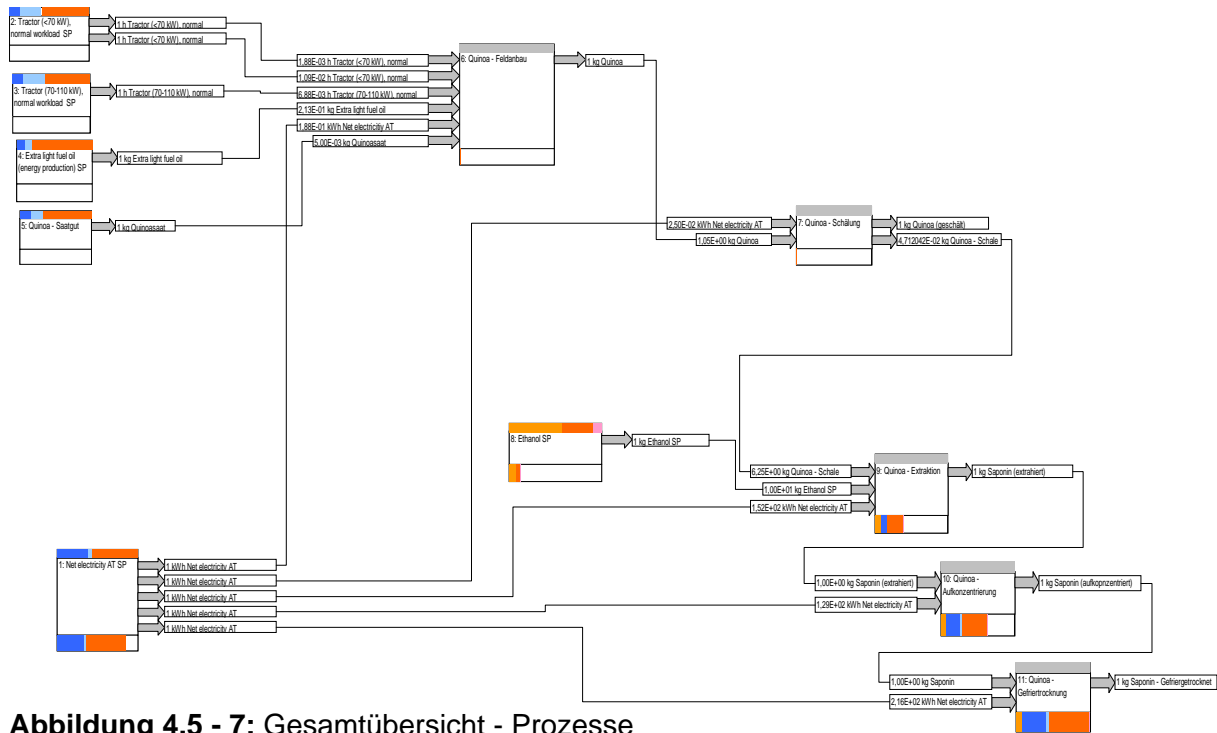 2: Tractor (<70 kW),
normal workload SP
1 h Tractor (<70 kW), normal
1 h Tractor (<70 kW), normal
3: Tractor (70-110 kW),
normal workload SP
1 h Tractor (70-110 kW), normal
4: Extra light fuel oil
(energy production) SP
1 kg Extra light fuel oil
5: Quinoa - Saatgut
1 kg Quinoasaat
1,88E-03 h Tractor (<70 kW), normal
1,09E-02 h Tractor (<70 kW), normal
6,88E-03 h Tractor (70-110 kW), normal
2,13E-01 kg Extra light fuel oil
1,88E-01 kWh Net electricitiy AT
5,00E-03 kg Quinoasaat
6: Quinoa - Feldanbau
1 kg Quinoa
2,50E-02 kWh Net electricity AT
1,05E+00 kg Quinoa
7: Quinoa - Schälung
1 kg Quinoa (geschält)
4,712042E-02 kg Quinoa - Schale
8: Ethanol SP
1 kg Ethanol SP
6,25E+00 kg Quinoa - Schale
1,00E+01 kg Ethanol SP
1,52E+02 kWh Net electricity AT
9: Quinoa - Extraktion
1 kg Saponin (extrahiert)
1: Net electricity AT SP
1 kWh Net electricity AT
1 kWh Net electricity AT
1 kWh Net electricity AT
1 kWh Net electricity AT
1 kWh Net electricity AT
1,00E+00 kg Saponin (extrahiert)
1,29E+02 kWh Net electricity AT
10: Quinoa -
Aufkonzentrierung
1 kg Saponin (aufkopnzentriert)
1,00E+00 kg Saponin
2,16E+02 kWh Net electricity AT
11: Quinoa -
Gefriertrocknung
1 kg Saponin - Gefriergetrocknet
Abbildung 4.5 - 7: Gesamtübersicht - Prozesse